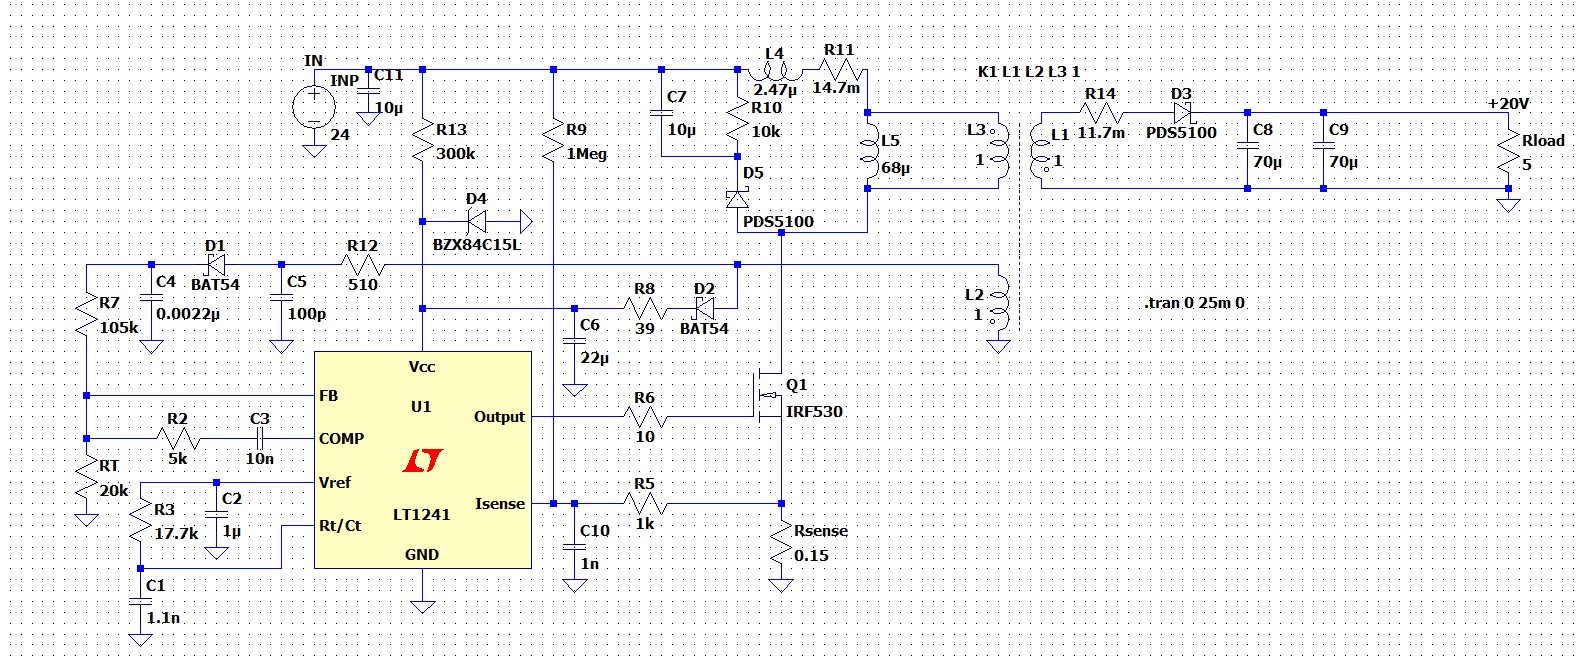 IN
INP
24
C11
10µ
R13
300k
R9
1Meg
C7
10µ
L4
2.47µ
R11
14.7m
R10
10k
D5
PDS5100
L5
68µ
K1 L1 L2 L3 1
L3
1
L1
1
R14
11.7m
D3
PDS5100
C8
70µ
C9
70µ
+20V
Rload
5
D4
BZX84C15L
D1
BAT54
R12
510
C4
0.0022µ
C5
100p
R7
105k
R8
39
D2
BAT54
C6
22µ
L2
1
.tran 0 25m 0
Vcc
FB
U1
COMP
Output
Vref
Isense
Rt/Ct
LT1241
GND
R2
5k
C3
10n
RT
20k
R3
17.7k
C2
1µ
C1
1.1n
R6
10
Q1
IRF530
R5
1k
C10
1n
Rsense
0.15